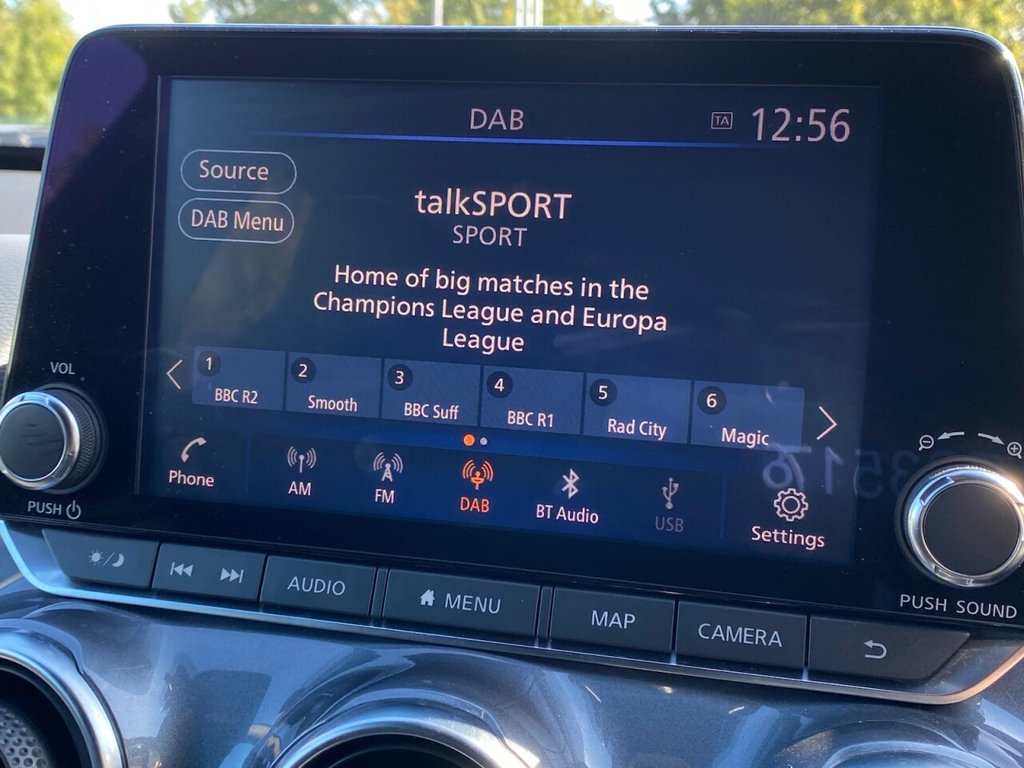 DAB
TA
12:56
Source
DAB Menu
talkSPORT
SPORT
Home of big matches in the
Champions League and Europa
League
1 BBC R2
2 Smooth
3 BBC Suff
4 BBC R1
5 Rad City
6 Magic
Phone
AM
FM
DAB
BT Audio
USB
Settings
VOL
PUSH
PUSH SOUND
AUDIO
MENU
MAP
CAMERA